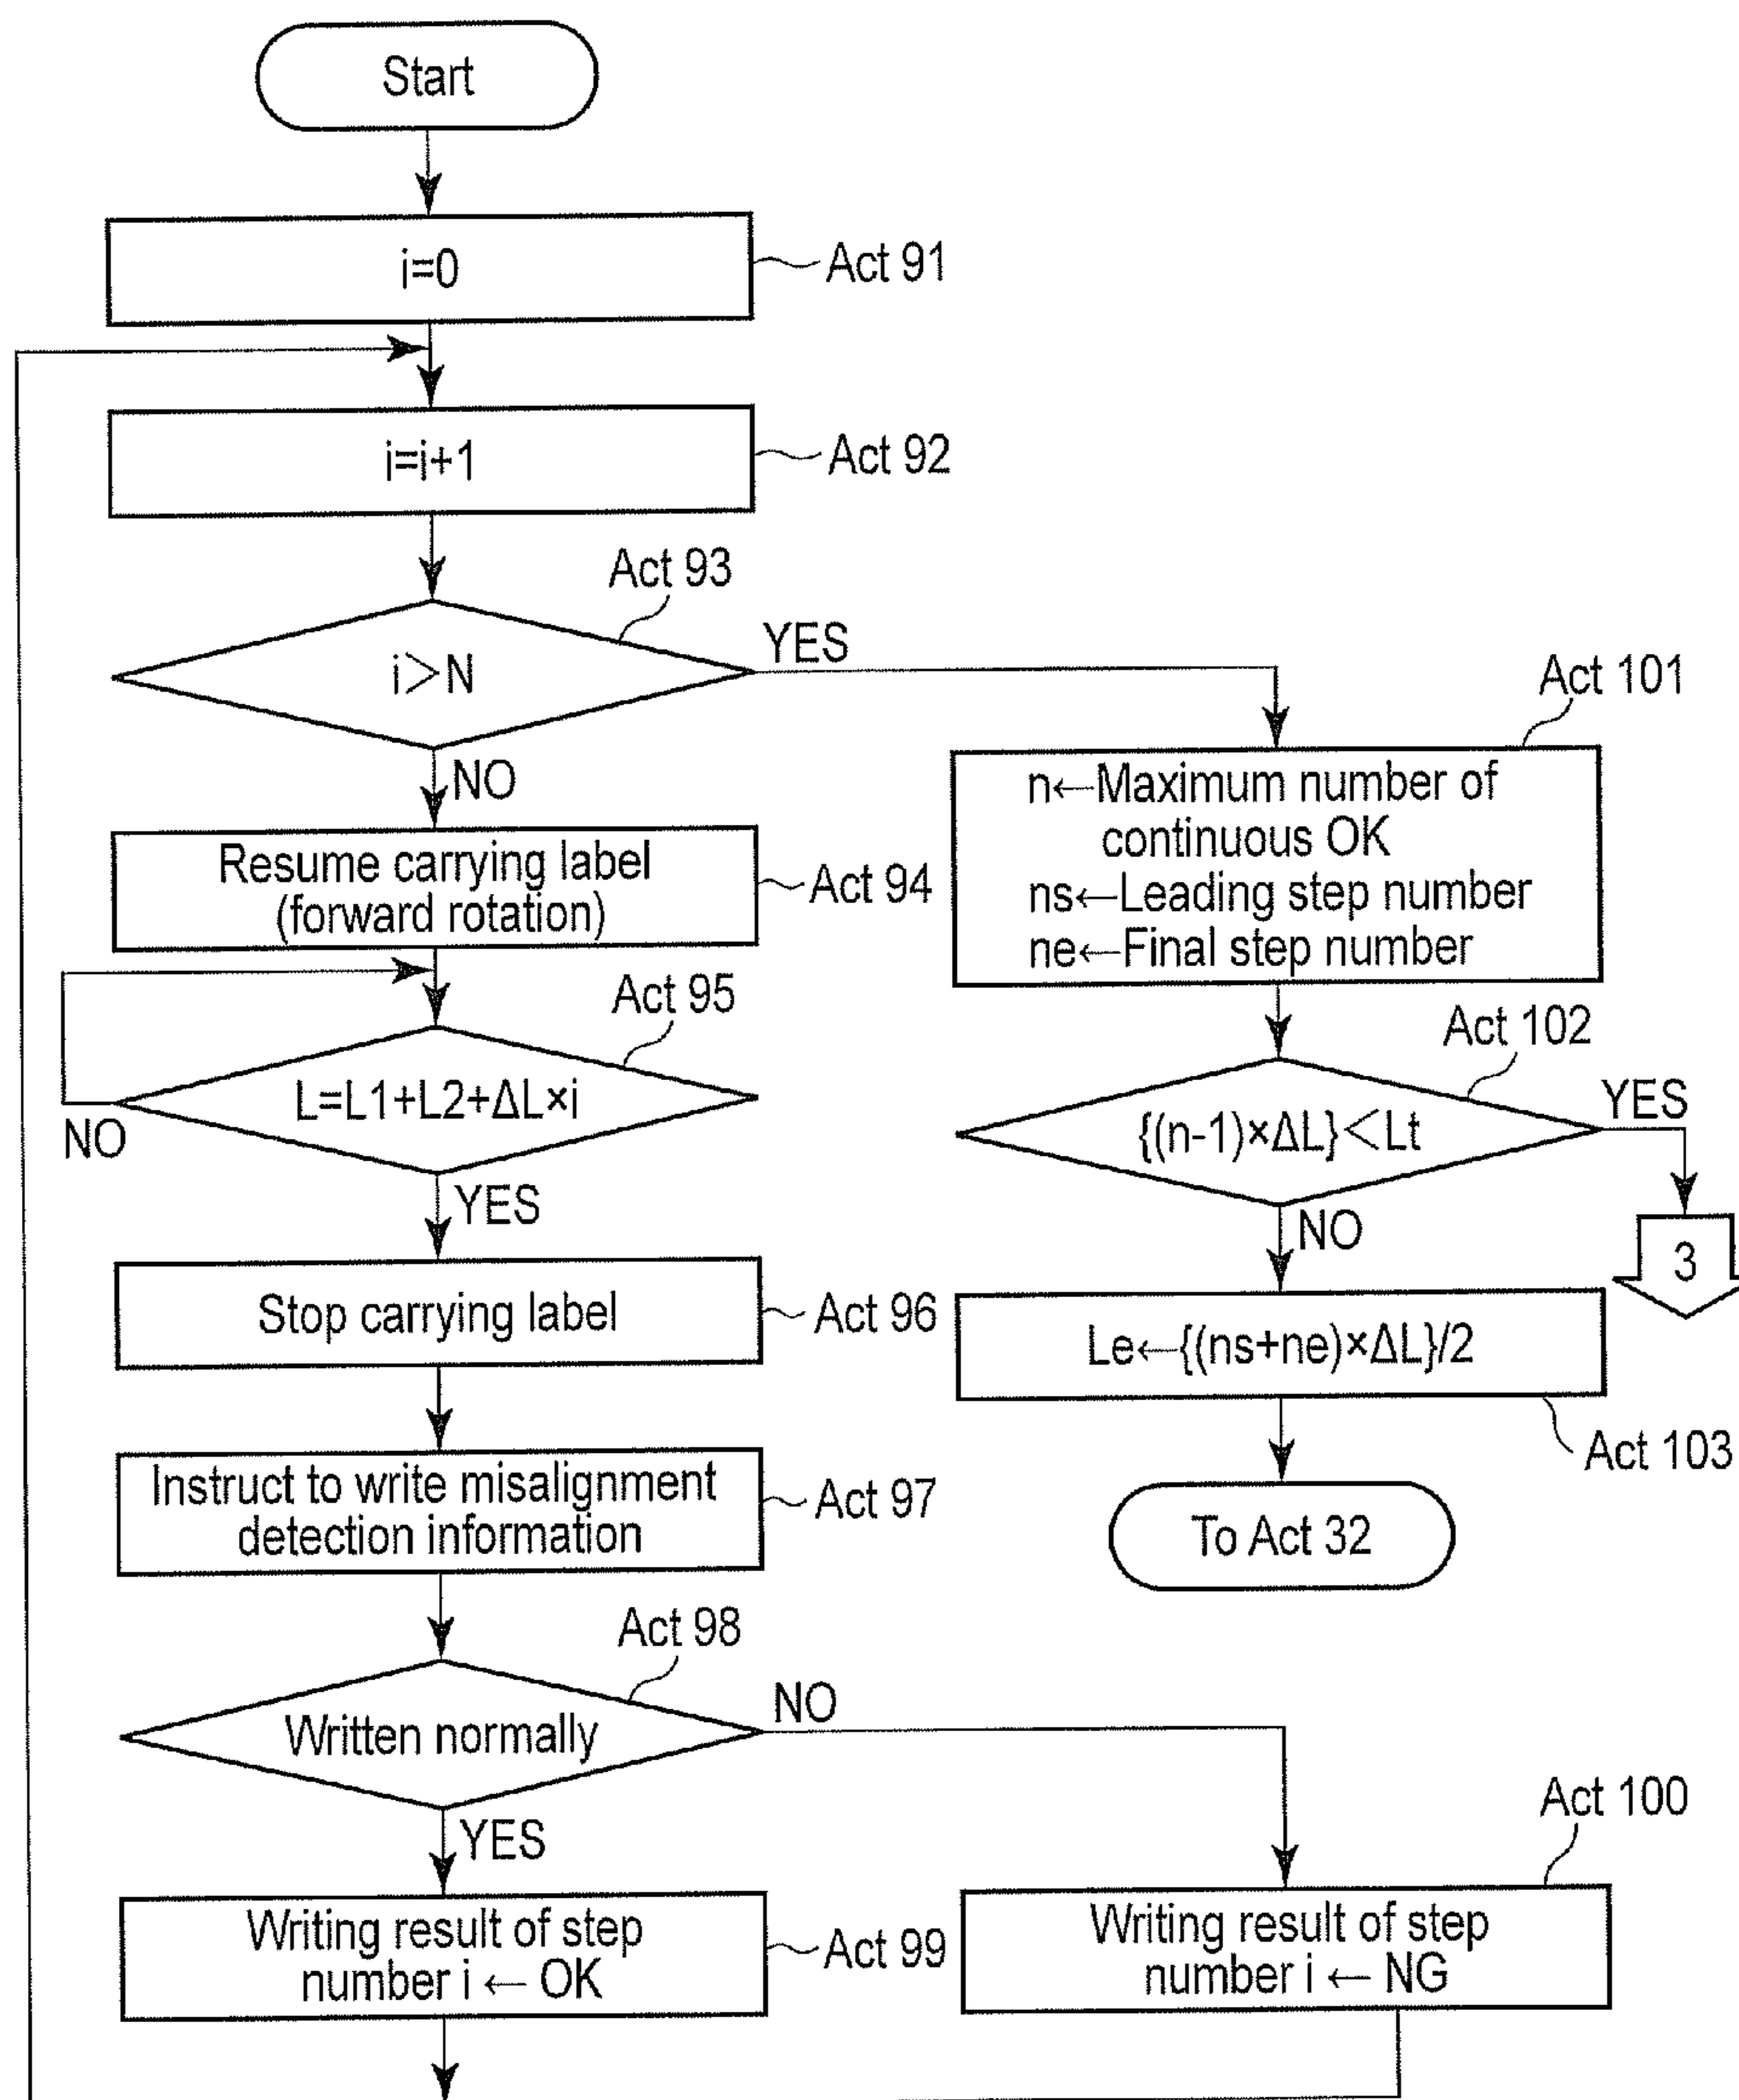 Start
i=0
Act 91
i=i+1
Act 92
Act 93
i>N
YES
NO
Act 101
n←Maximum number of
continuous OK
ns←Leading step number
ne←Final step number
Resume carrying label
(forward rotation)
Act 94
Act 95
L=L1+L2+ΔL×i
NO
YES
Act 102
{(n-1)×ΔL}<Lt
YES
NO
3
Stop carrying label
Act 96
Le←{(ns+ne)×ΔL}/2
Act 103
Instruct to write misalignment
detection information
Act 97
To Act 32
Act 98
Written normally
NO
YES
Act 100
Writing result of step
number i ← OK
Act 99
Writing result of step
number i ← NG